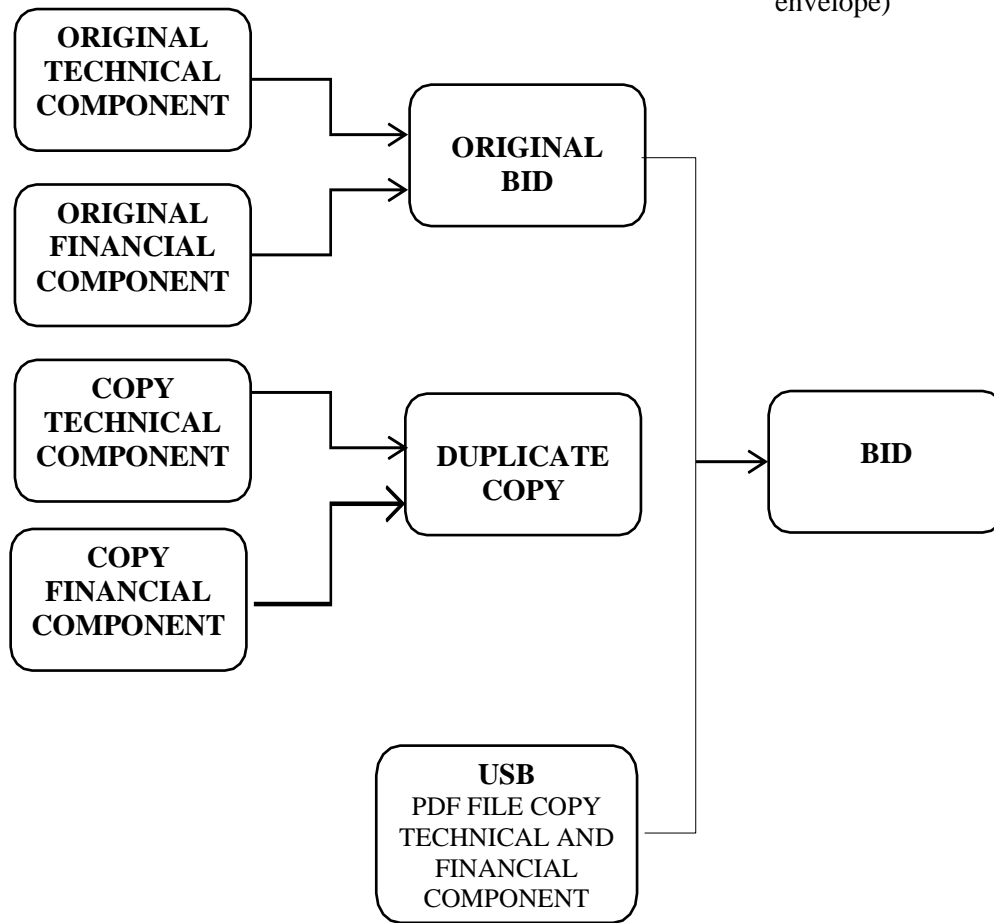 envelope)
ORIGINAL
TECHNICAL
COMPONENT
ORIGINAL
BID
ORIGINAL
FINANCIAL
COMPONENT
COPY
TECHNICAL
COMPONENT
DUPLICATE
COPY
BID
COPY
FINANCIAL
COMPONENT
USB
PDF FILE COPY
TECHNICAL AND
FINANCIAL
COMPONENT